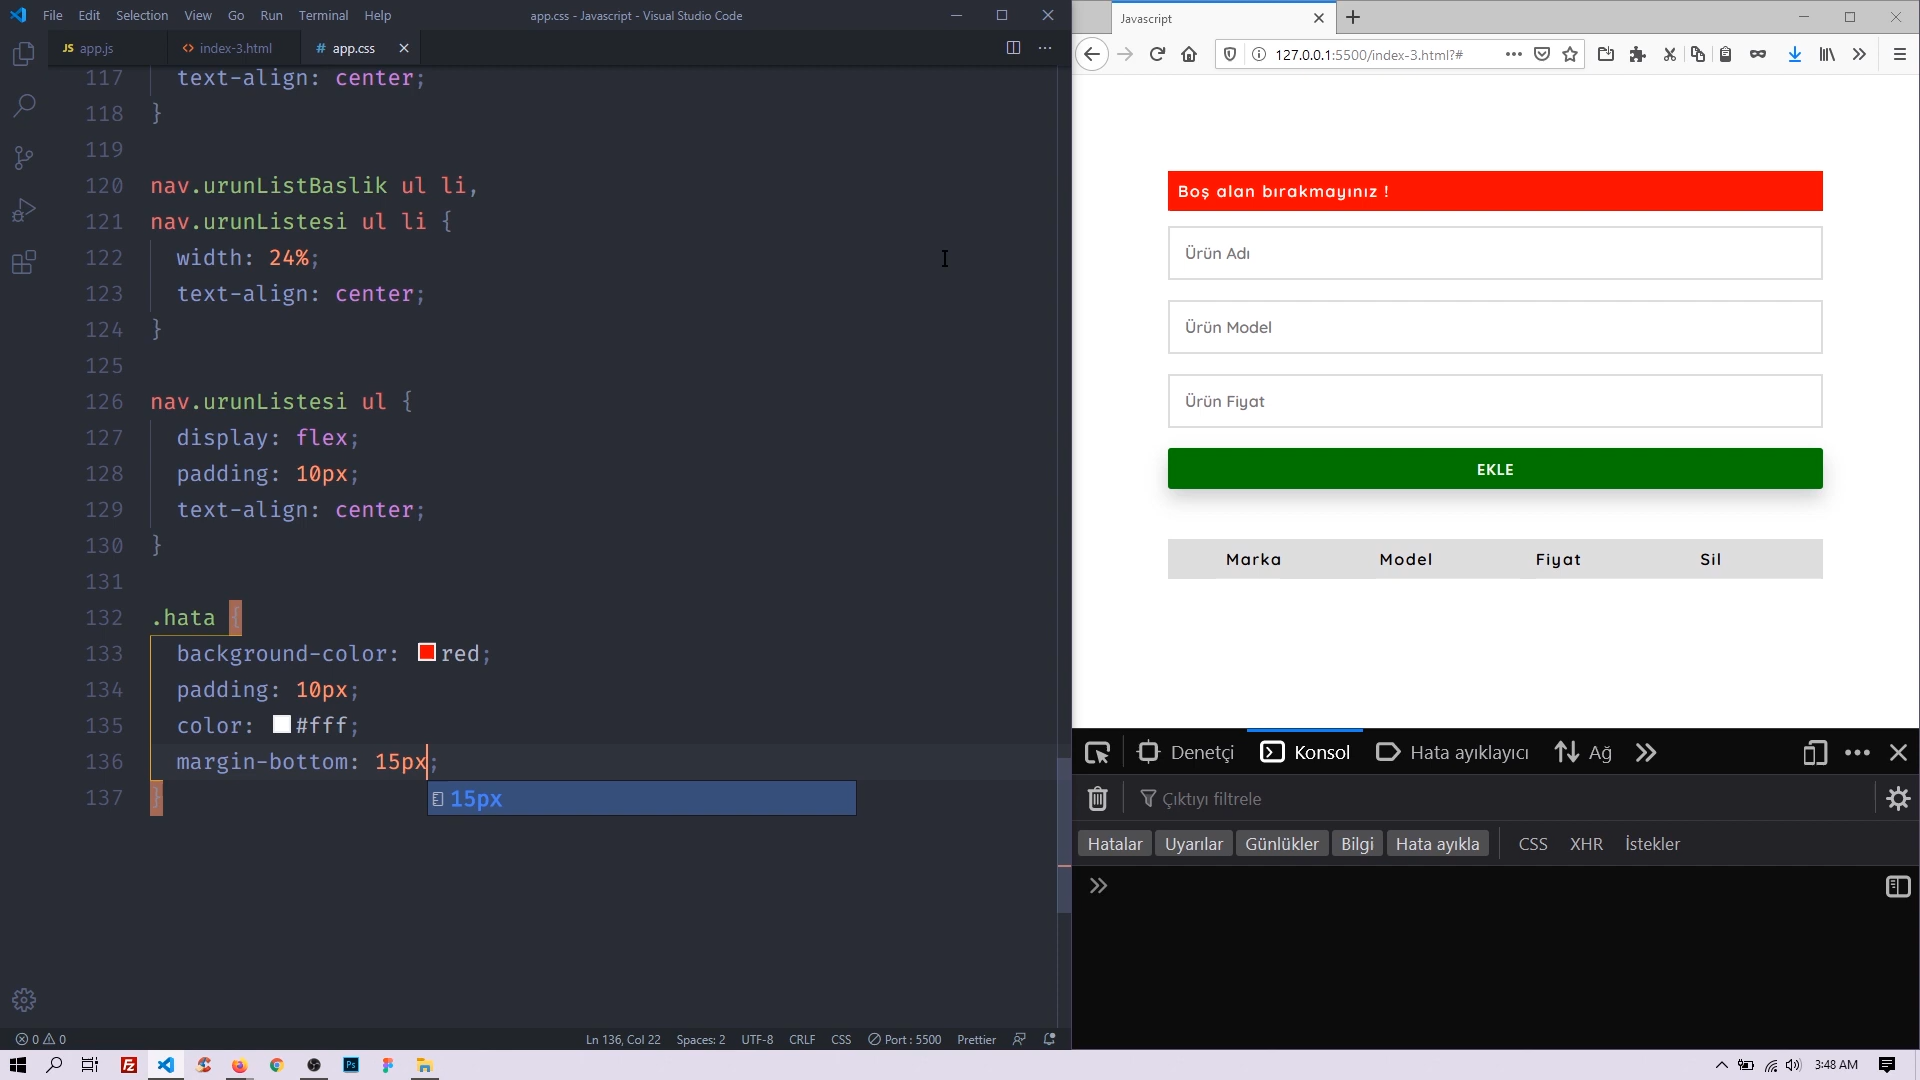 File Edit Selection View Go Run Terminal Help
app.css - Javascript - Visual Studio Code
JS app.js
<> index-3.html
# app.css
117 text-align: center;
118 }
119
120 nav.urunListBaslik ul li,
121 nav.urunListesi ul li {
122 width: 24%;
123 text-align: center;
124 }
125
126 nav.urunListesi ul {
127 display: flex;
128 padding: 10px;
129 text-align: center;
130 }
131
132 .hata {
133 background-color: red;
134 padding: 10px;
135 color: #fff;
136 margin-bottom: 15px;
15px
137 }
0 0
Ln 136, Col 22 Spaces: 2 UTF-8 CRLF CSS Port : 5500 Prettier
Javascript
127.0.0.1:5500/index-3.html?#
Boş alan bırakmayınız !
Ürün Adı
Ürün Model
Ürün Fiyat
EKLE
Marka Model Fiyat Sil
Denetçi Konsol Hata ayıklayıcı Ağ
Çıktıyı filtrele
Hatalar Uyarılar Günlükler Bilgi Hata ayıkla CSS XHR İstekler
Fz
Ps
3:48 AM